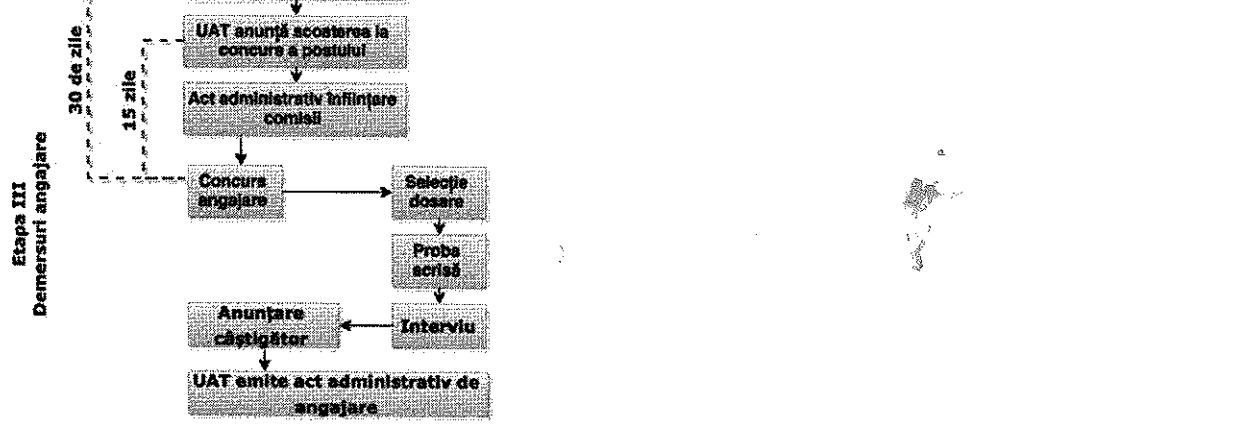 30 de zile
15 zile
Etapa III
Demersuri angajare
UAT anunță scoaterea la
concurs a postului
Act administrativ înființare
comisii
Concurs
angajare
Selecție
dosare
Proba
scrisă
Interviu
Anunțare
câștigător
UAT emite act administrativ de
angajare